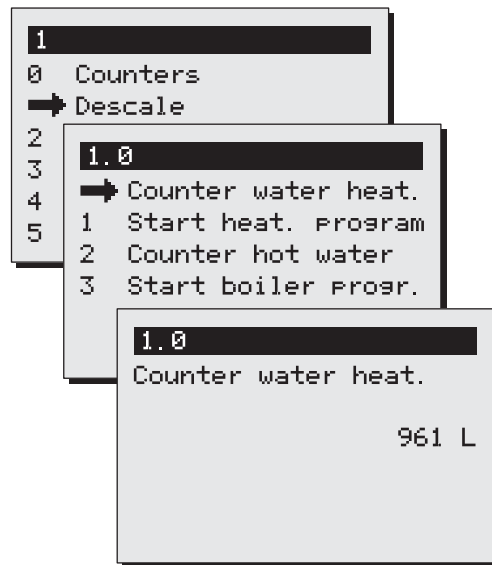 1
0 Counters
Descale
2
3
4
5
1.0
Counter water heat.
1 Start heat. program
2 Counter hot water
3 Start boiler progr.
1.0
Counter water heat.
961 L